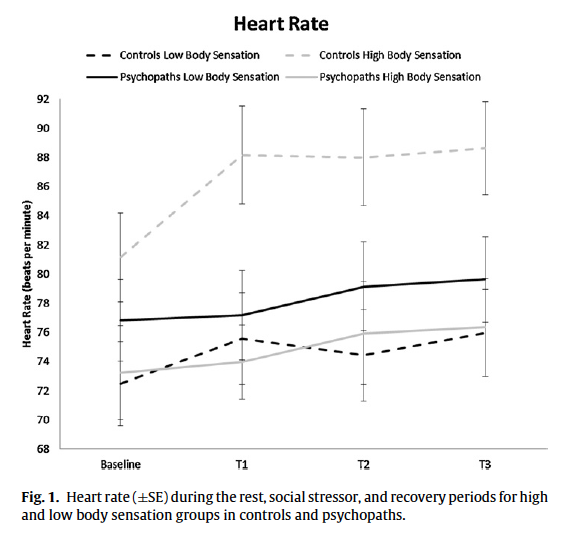 Heart Rate
Controls Low Body Sensation Controls High Body Sensation
Psychopaths Low Body Sensation Psychopaths High Body Sensation
Heart Rate (beats per minute)
92
90
88
86
84
82
80
78
76
74
72
70
68
Baseline T1 T2 T3
Fig. 1. Heart rate (±SE) during the rest, social stressor, and recovery periods for high
and low body sensation groups in controls and psychopaths.